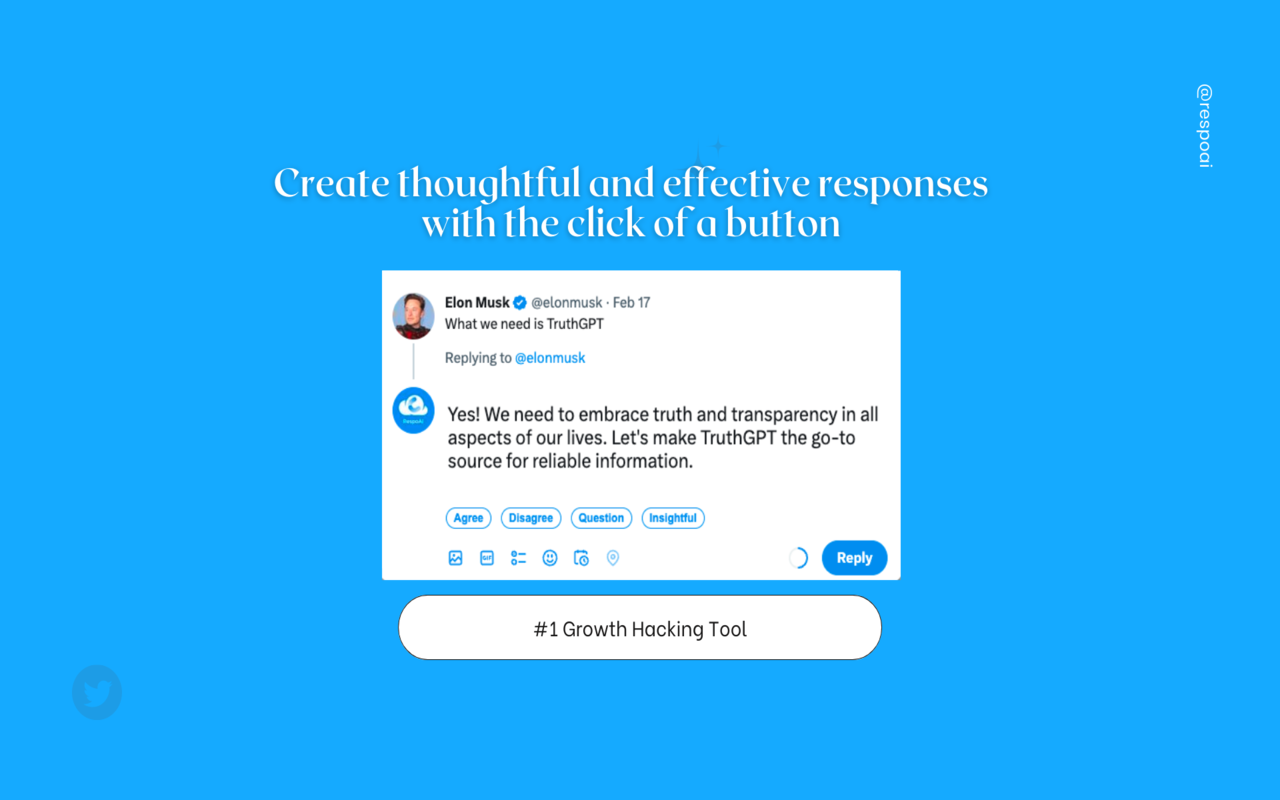 @respoai
Create thoughtful and effective responses
with the click of a button
Elon Musk @elonmusk · Feb 17
What we need is TruthGPT
Replying to @elonmusk
Yes! We need to embrace truth and transparency in all
aspects of our lives. Let's make TruthGPT the go-to
source for reliable information.
Agree Disagree Question Insightful
GIF
Reply
#1 Growth Hacking Tool